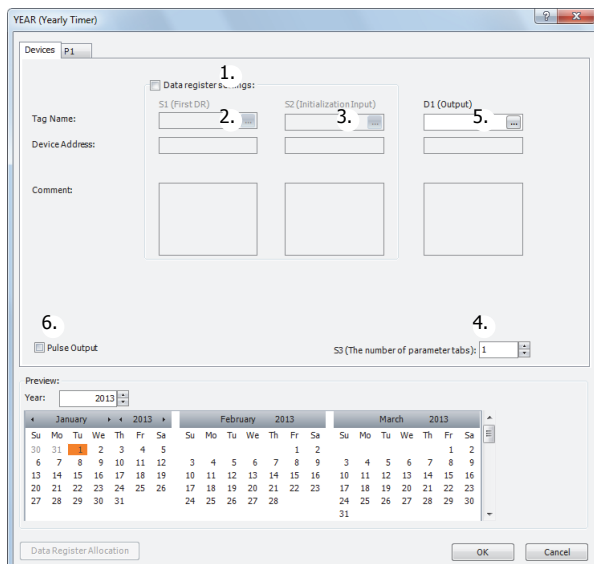 YEAR (Yearly Timer)
Devices P1
1.
Data register settings:
S1 (First DR) S2 (Initialization Input) D1 (Output)
Tag Name: 2. ... 3. ... 5. ...
Device Address:
Comment:
6. 4.
Pulse Output S3 (The number of parameter tabs): 1
Preview:
Year: 2013
January 2013 February 2013 March 2013
Su Mo Tu We Th Fr Sa Su Mo Tu We Th Fr Sa Su Mo Tu We Th Fr Sa
30 31 1 2 3 4 5 1 2 1 2
6 7 8 9 10 11 12 3 4 5 6 7 8 9 3 4 5 6 7 8 9
13 14 15 16 17 18 19 10 11 12 13 14 15 16 10 11 12 13 14 15 16
20 21 22 23 24 25 26 17 18 19 20 21 22 23 17 18 19 20 21 22 23
27 28 29 30 31 24 25 26 27 28 24 25 26 27 28 29 30
31
Data Register Allocation OK Cancel